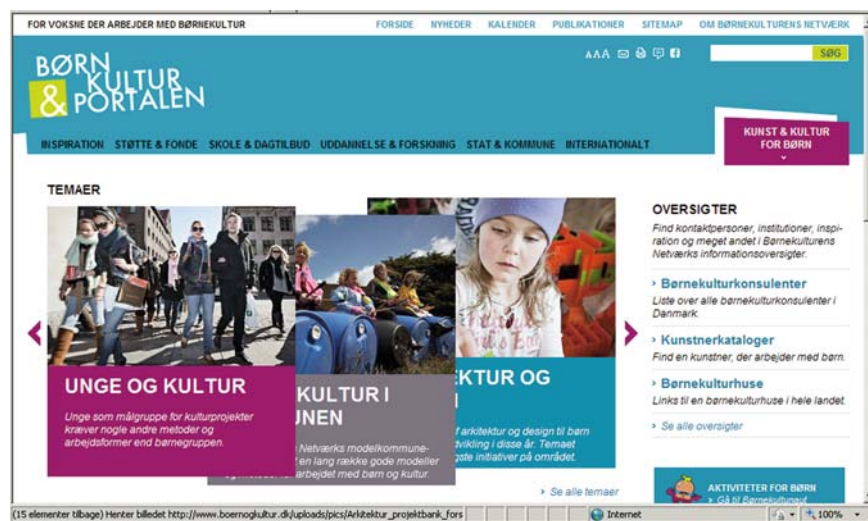 FOR VOKSNE DER ARBEJDER MED BØRNEKULTUR
FORSIDE NYHEDER KALENDER PUBLIKATIONER SITEMAP OM BØRNEKULTURENS NETVÆRK
AAA
SØG
BØRN
KULTUR
& PORTALEN
INSPIRATION STØTTE & FONDE SKOLE & DAGTILBUD UDDANNELSE & FORSKNING STAT & KOMMUNE INTERNATIONALT
KUNST & KULTUR
FOR BØRN
TEMAER
UNGE OG KULTUR
Unge som målgruppe for kulturprojekter
kræver nogle andre metoder og
arbejdsformer end børnegruppen.
KULTUR I
UNEN
Netværks modelkommune-
t en lang række gode modeller
arbejdet med børn og kultur.
KTUR OG
f arkitektur og design til børn
dvikling i disse år. Temaet
gste initiativer på området.
› Se alle temaer
OVERSIGTER
Find kontaktpersoner, institutioner, inspi-
ration og meget andet i Børnekulturens
Netværks informationsoversigter.
› Børnekulturkonsulenter
Liste over alle børnekulturkonsulenter i
Danmark.
› Kunstnerkataloger
Find en kunstner, der arbejder med børn.
› Børnekulturhuse
Links til en børnekulturhuse i hele landet.
› Se alle oversigter
AKTIVITETER FOR BØRN
› Gå til Børnekultunaut
(15 elementer tilbage) Henter billedet http://www.boernogkultur.dk/uploads/pics/Arkitektur_projektbank_fors
Internet
100%